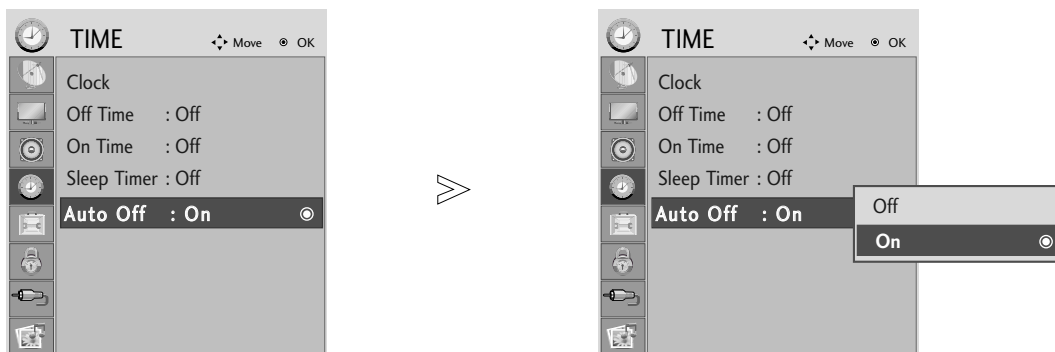 TIME Move OK
Clock
Off Time : Off
On Time : Off
Sleep Timer : Off
Auto Off : On
TIME Move OK
Clock
Off Time : Off
On Time : Off
Sleep Timer : Off
Auto Off : On
Off
On